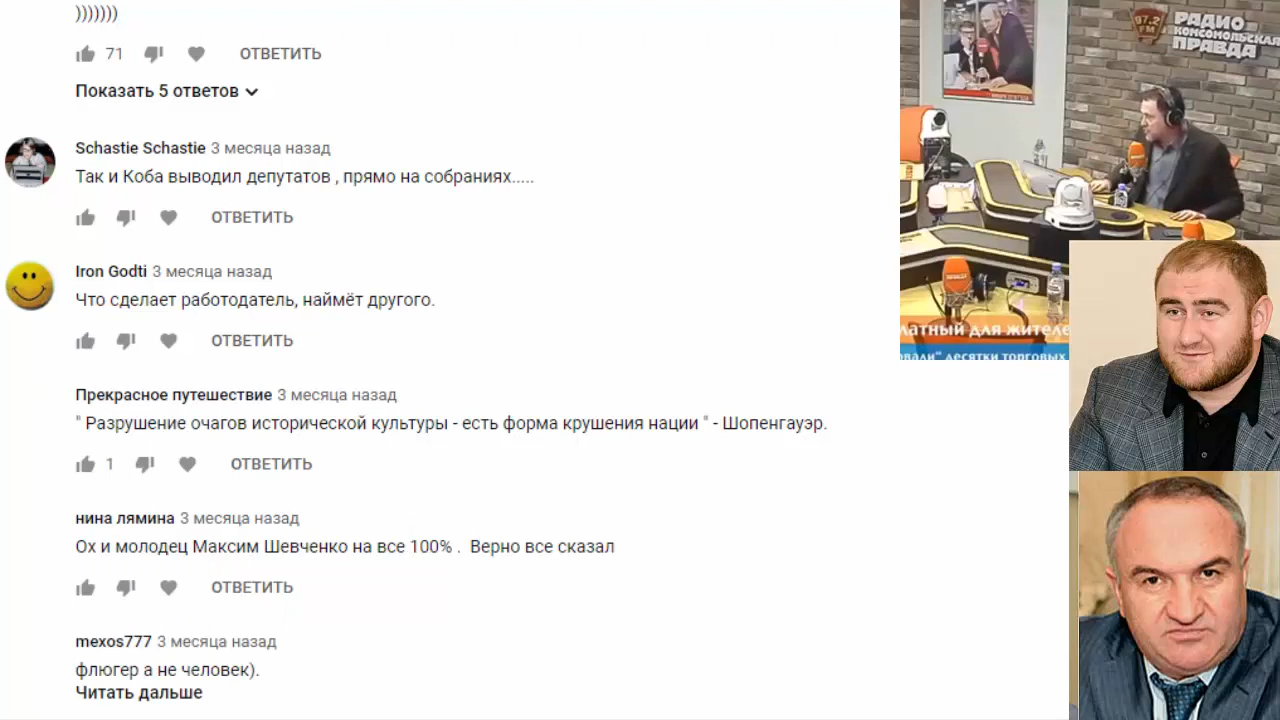 )))))))
71 ОТВЕТИТЬ
Показать 5 ответов
Schastie Schastie 3 месяца назад
Так и Коба выводил депутатов , прямо на собраниях.....
ОТВЕТИТЬ
Iron Godti 3 месяца назад
Что сделает работодатель, наймёт другого.
ОТВЕТИТЬ
Прекрасное путешествие 3 месяца назад
" Разрушение очагов исторической культуры - есть форма крушения нации " - Шопенгауэр.
1 ОТВЕТИТЬ
нина лямина 3 месяца назад
Ох и молодец Максим Шевченко на все 100% .  Верно все сказал
ОТВЕТИТЬ
mexos777 3 месяца назад
флюгер а не человек).
Читать дальше
97.2 FM
РАДИО
КОМСОМОЛЬСКАЯ
ПРАВДА
латный для жителе
овали" десятки торговых